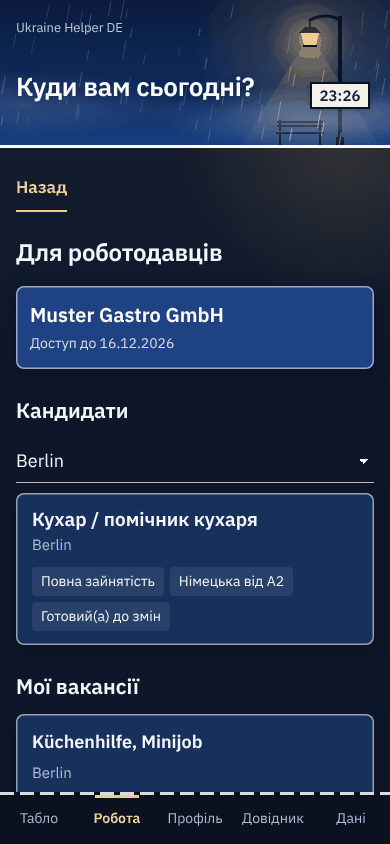 Ukraine Helper DE
Куди вам сьогодні?
23:26
Назад
Для роботодавців
Muster Gastro GmbH
Доступ до 16.12.2026
Кандидати
Berlin
Кухар / помічник кухаря
Berlin
Повна зайнятість
Німецька від A2
Готовий(а) до змін
Мої вакансії
Küchenhilfe, Minijob
Berlin
Табло
Робота
Профіль
Довідник
Дані